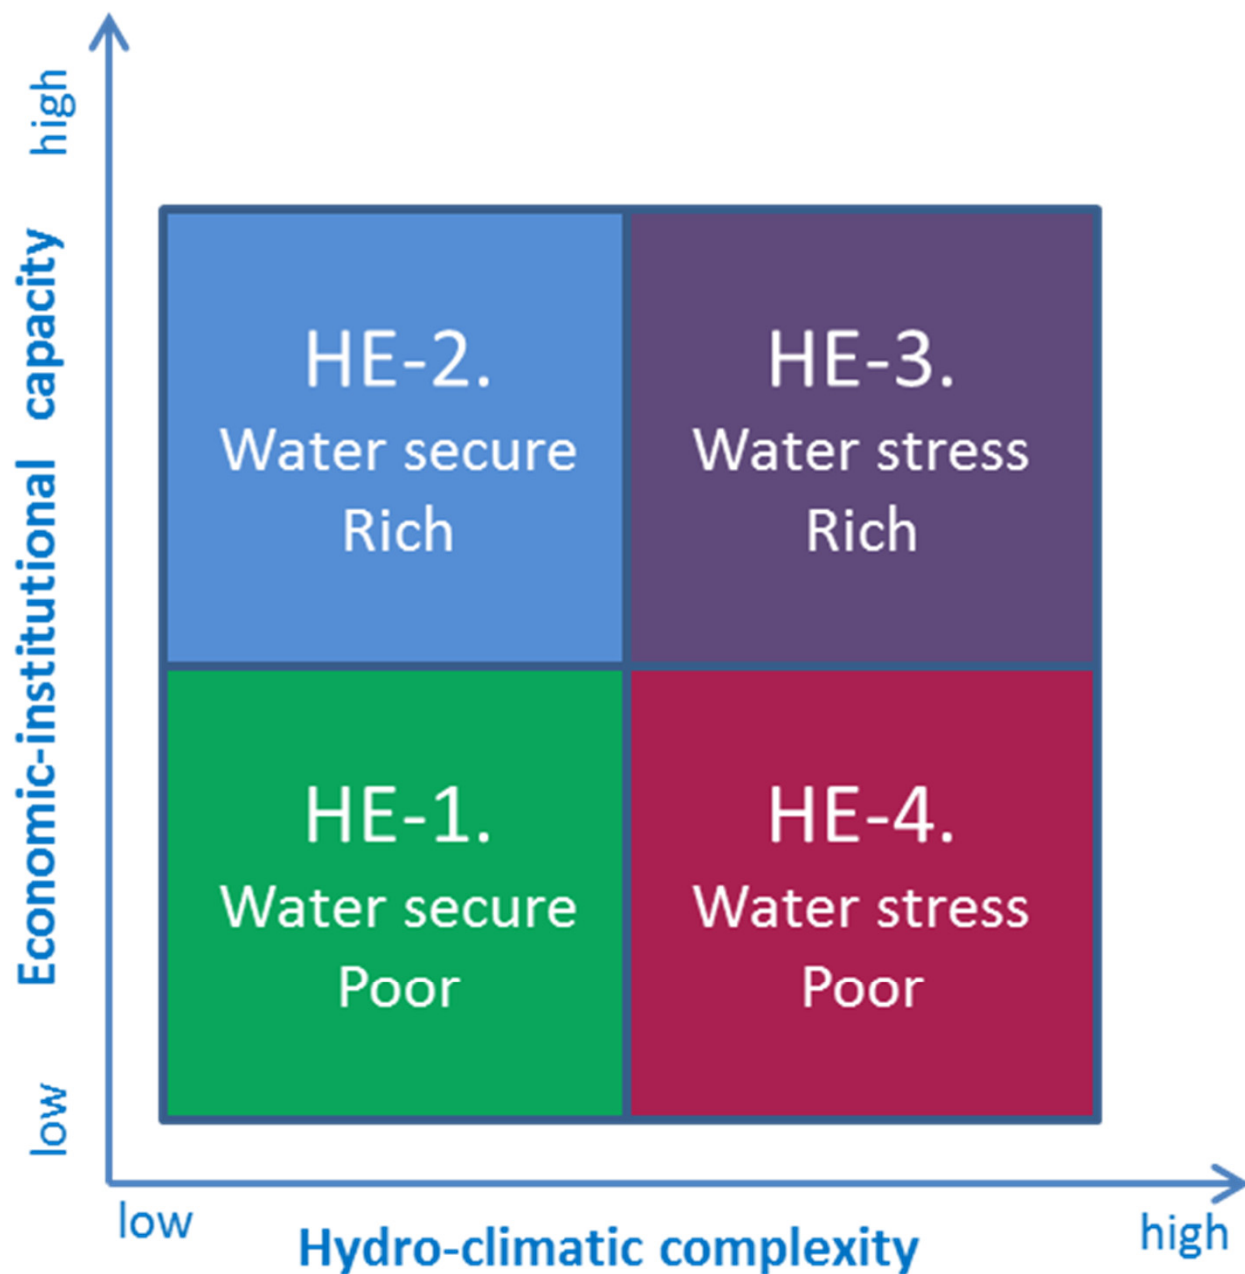 high
Economic-institutional capacity
low
HE-2.
Water secure
Rich
HE-3.
Water stress
Rich
HE-1.
Water secure
Poor
HE-4.
Water stress
Poor
low
Hydro-climatic complexity
high